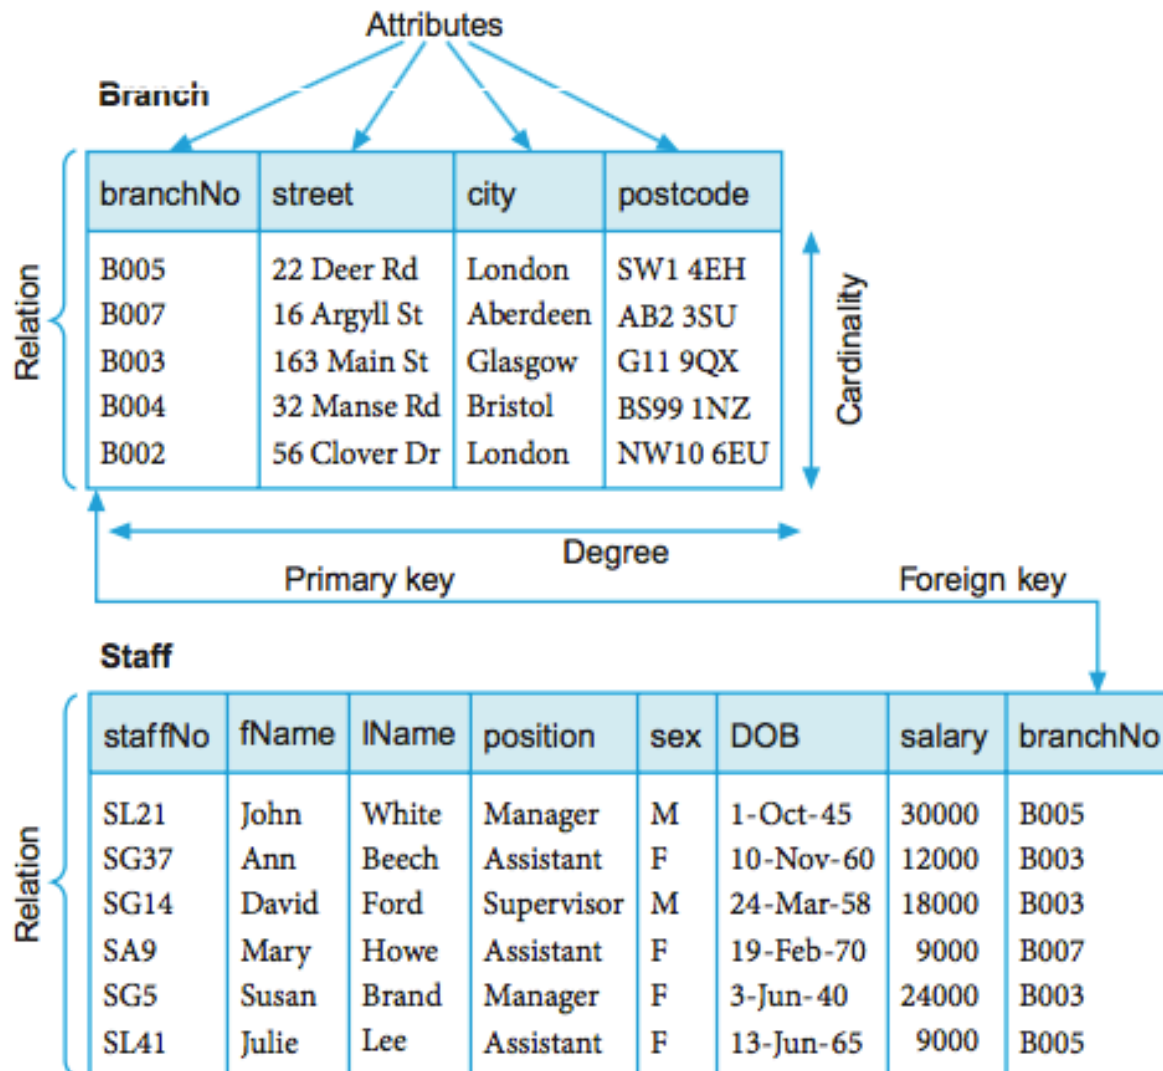 Attributes
Branch
branchNo street city postcode
B005 22 Deer Rd London SW1 4EH
B007 16 Argyll St Aberdeen AB2 3SU
B003 163 Main St Glasgow G11 9QX
B004 32 Manse Rd Bristol BS99 1NZ
B002 56 Clover Dr London NW10 6EU
Relation
Cardinality
Degree
Primary key
Foreign key
Staff
staffNo fName lName position sex DOB salary branchNo
SL21 John White Manager M 1-Oct-45 30000 B005
SG37 Ann Beech Assistant F 10-Nov-60 12000 B003
SG14 David Ford Supervisor M 24-Mar-58 18000 B003
SA9 Mary Howe Assistant F 19-Feb-70 9000 B007
SG5 Susan Brand Manager F 3-Jun-40 24000 B003
SL41 Julie Lee Assistant F 13-Jun-65 9000 B005
Relation